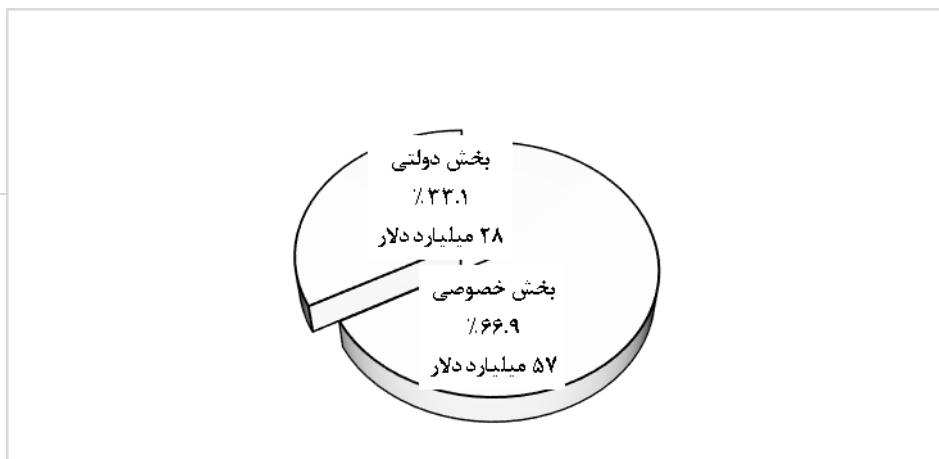 بخش دولتی
٪۳۳.۱
۲۸ میلیارد دلار
بخش خصوصی
٪۶۶.۹
۵۷ میلیارد دلار